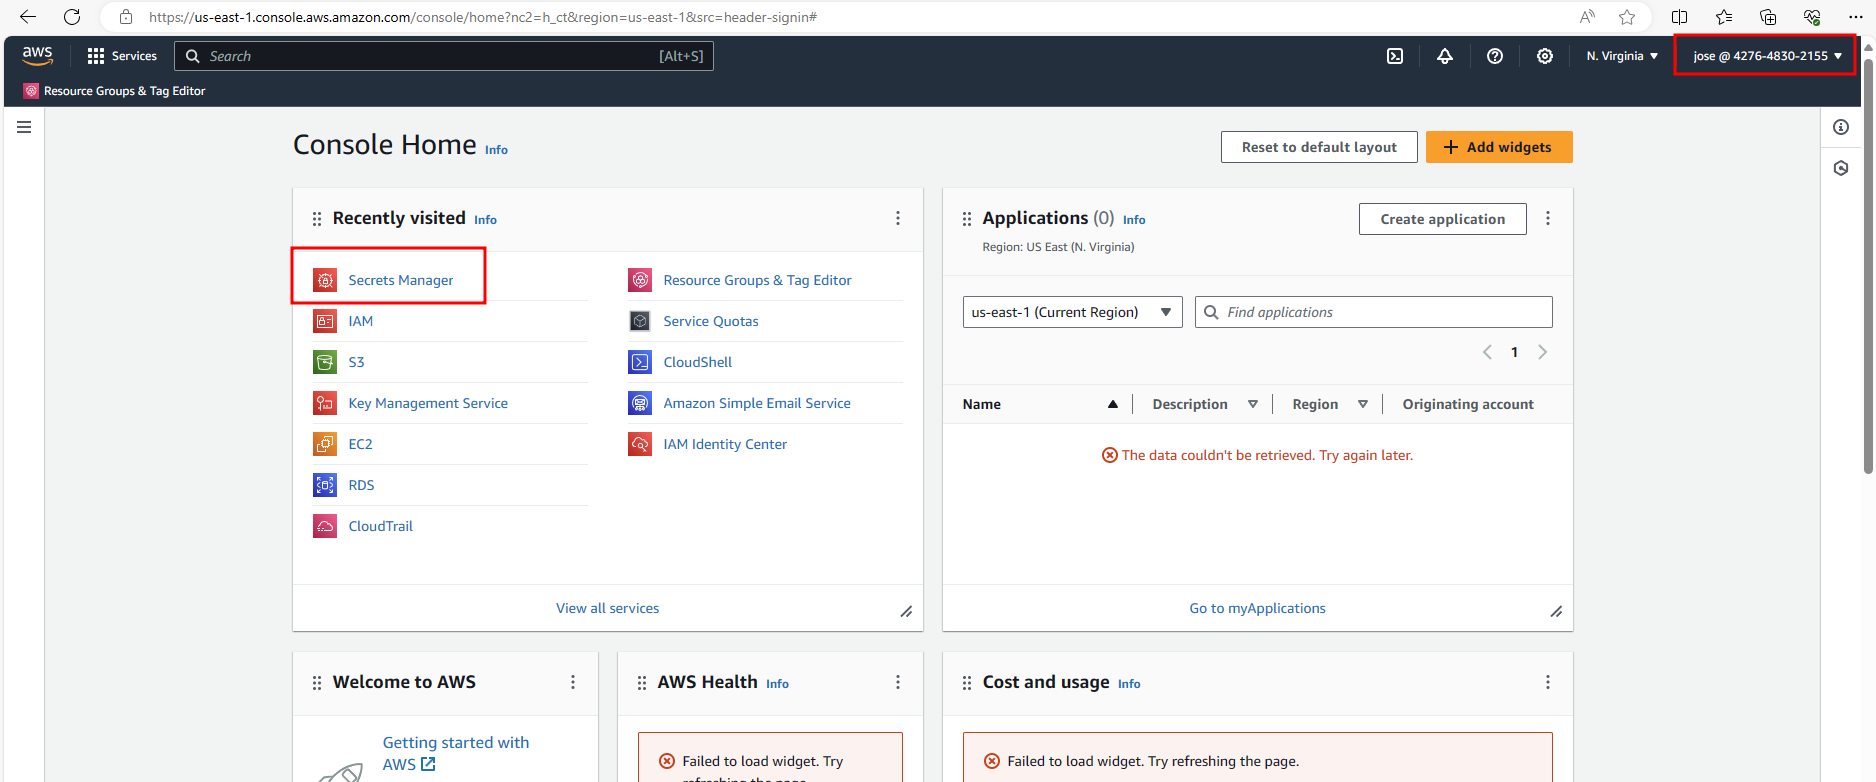 https://us-east-1.console.aws.amazon.com/console/home?nc2=h_ct&region=us-east-1&src=header-signin#
aws
Services
Search
[Alt+S]
N. Virginia
jose @ 4276-4830-2155
Resource Groups & Tag Editor
Console Home Info
Reset to default layout
Add widgets
Recently visited Info
Secrets Manager
IAM
S3
Key Management Service
EC2
RDS
CloudTrail
Resource Groups & Tag Editor
Service Quotas
CloudShell
Amazon Simple Email Service
IAM Identity Center
View all services
Applications (0) Info
Region: US East (N. Virginia)
Create application
us-east-1 (Current Region)
Find applications
1
Name Description Region Originating account
The data couldn't be retrieved. Try again later.
Go to myApplications
Welcome to AWS
Getting started with
AWS
AWS Health Info
Failed to load widget. Try
refreshing the page.
Cost and usage Info
Failed to load widget. Try refreshing the page.